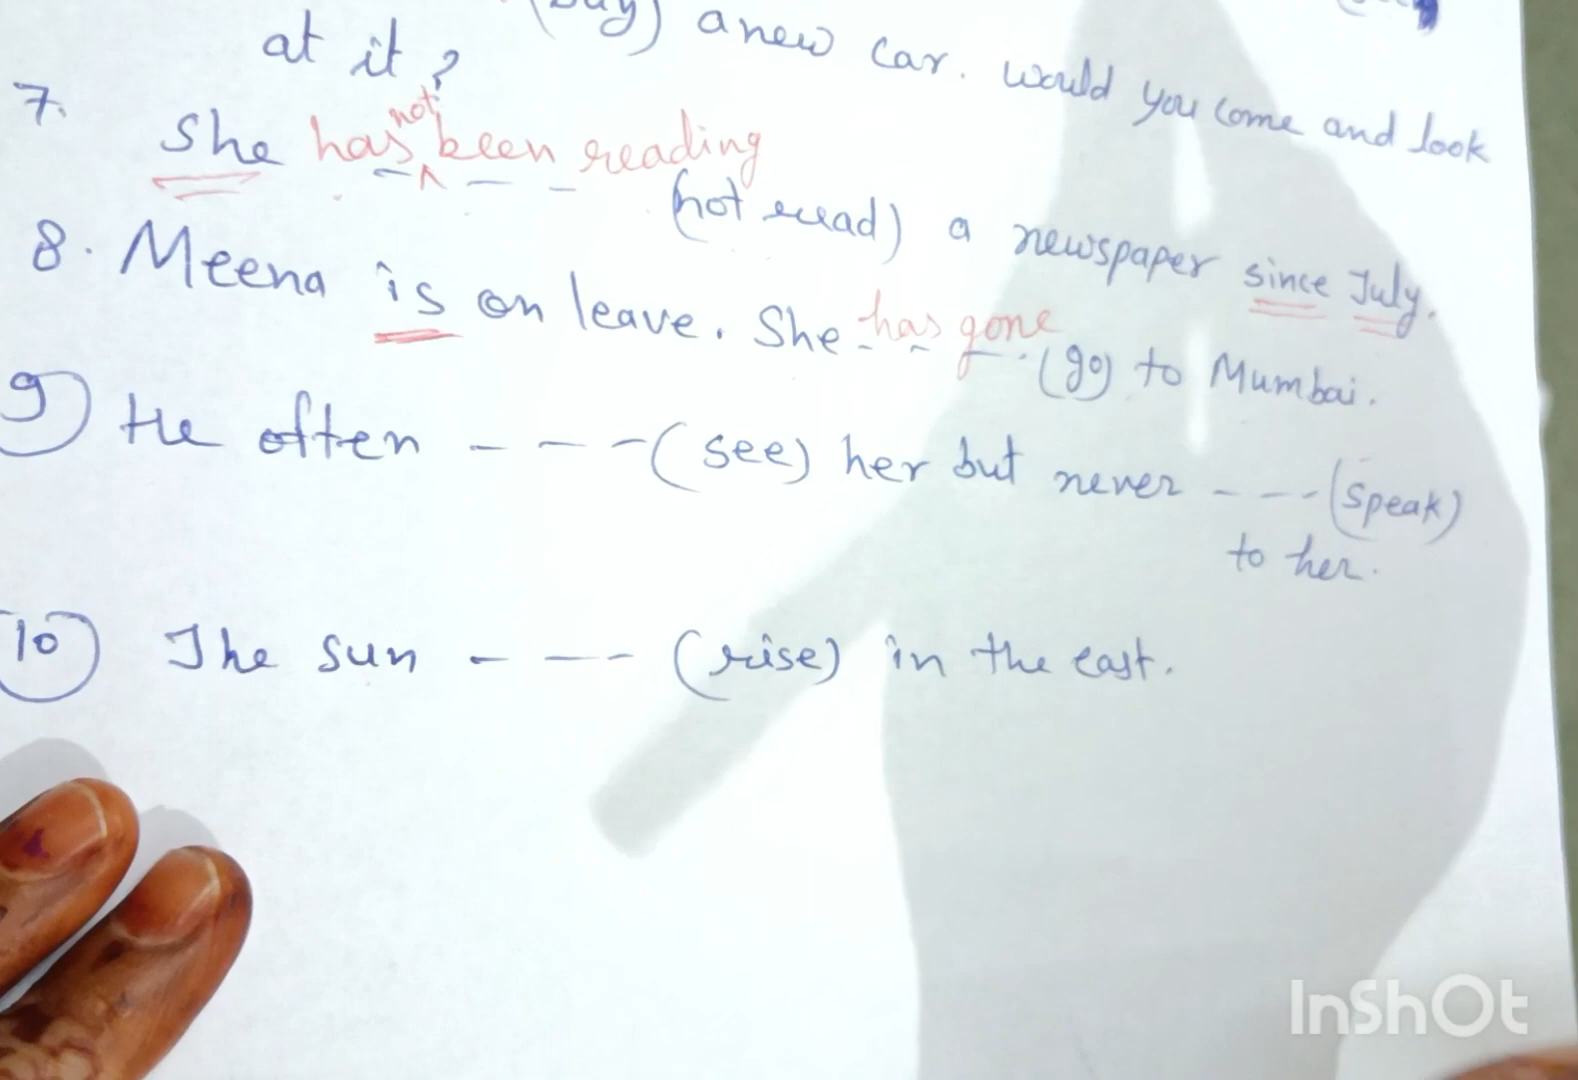 (buy) a new car. would you come and look
at it?
7. She has not been reading (not read) a newspaper since July.
8. Meena is on leave. She has gone (go) to Mumbai.
9) He often ---- (see) her but never ---- (speak)
to her.
10) The sun ---- (rise) in the east.
InShOt